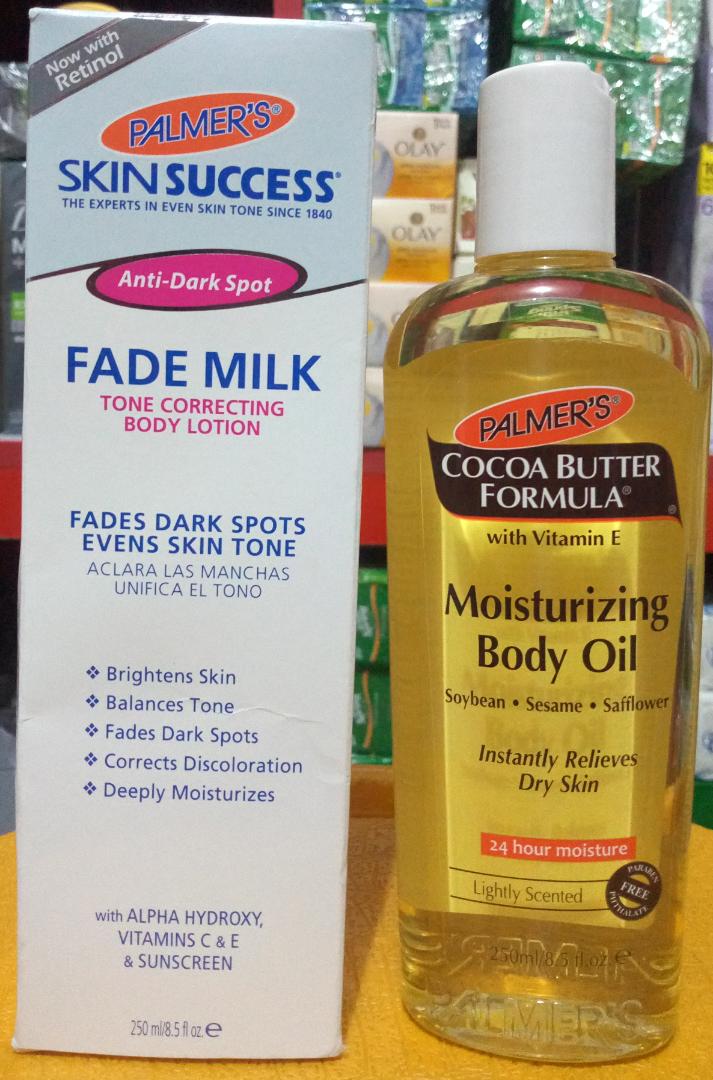 Now with
Retinol
PALMER'S®
SKIN SUCCESS®
THE EXPERTS IN EVEN SKIN TONE SINCE 1840
Anti-Dark Spot
FADE MILK
TONE CORRECTING
BODY LOTION
FADES DARK SPOTS
EVENS SKIN TONE
ACLARA LAS MANCHAS
UNIFICA EL TONO
❖ Brightens Skin
❖ Balances Tone
❖ Fades Dark Spots
❖ Corrects Discoloration
❖ Deeply Moisturizes
with ALPHA HYDROXY,
VITAMINS C & E
& SUNSCREEN
250 ml/8.5 fl oz. e
PALMER'S®
COCOA BUTTER
FORMULA®
®
with Vitamin E
Moisturizing
Body Oil
Soybean • Sesame • Safflower
Instantly Relieves
Dry Skin
24 hour moisture
Lightly Scented
PARABEN
FREE
PHTHALATE
250ml/8.5 fl.oz. e
PALMER'S
OLAY
OLAY